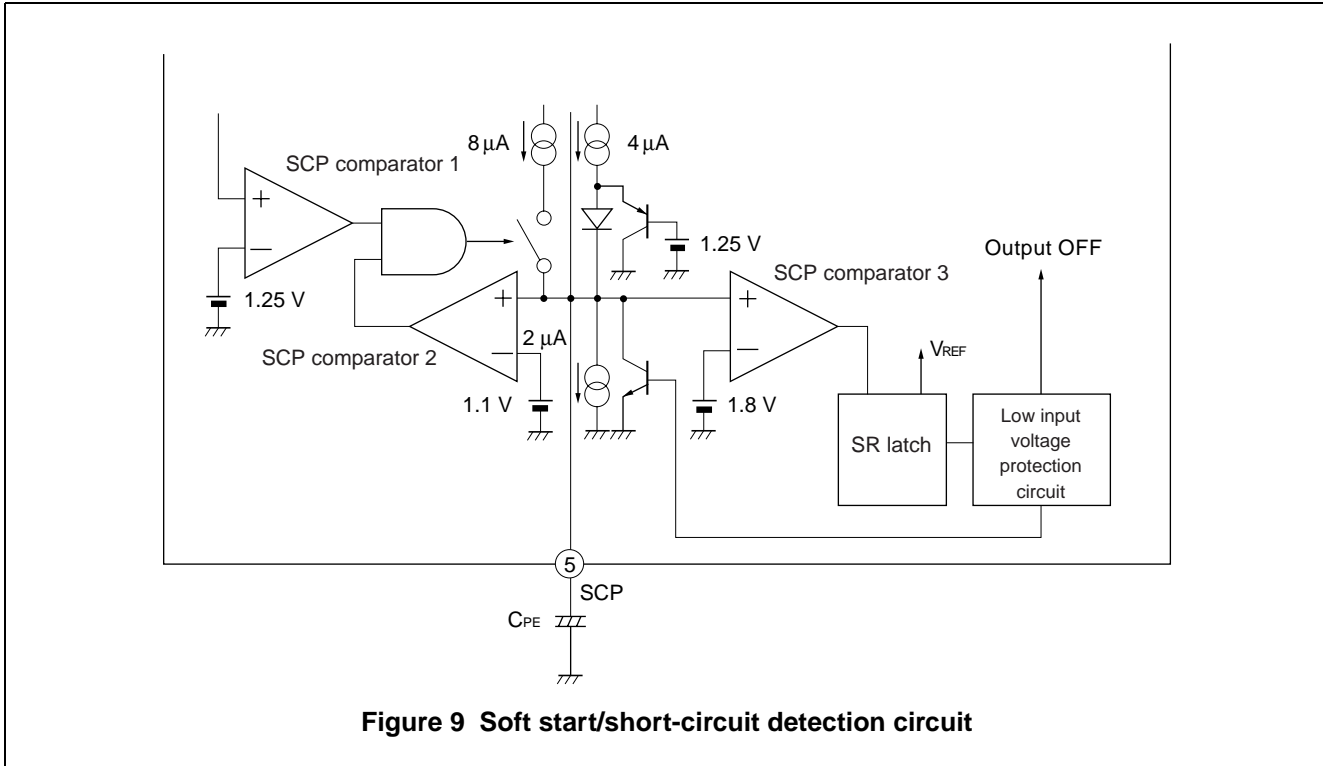 8 μA
4 μA
SCP comparator 1
+
−
1.25 V
1.25 V
SCP comparator 3
Output OFF
+
−
SCP comparator 2
2 μA
+
−
1.1 V
1.8 V
VREF
SR latch
Low input
voltage
protection
circuit
5
SCP
CPE
Figure 9 Soft start/short-circuit detection circuit